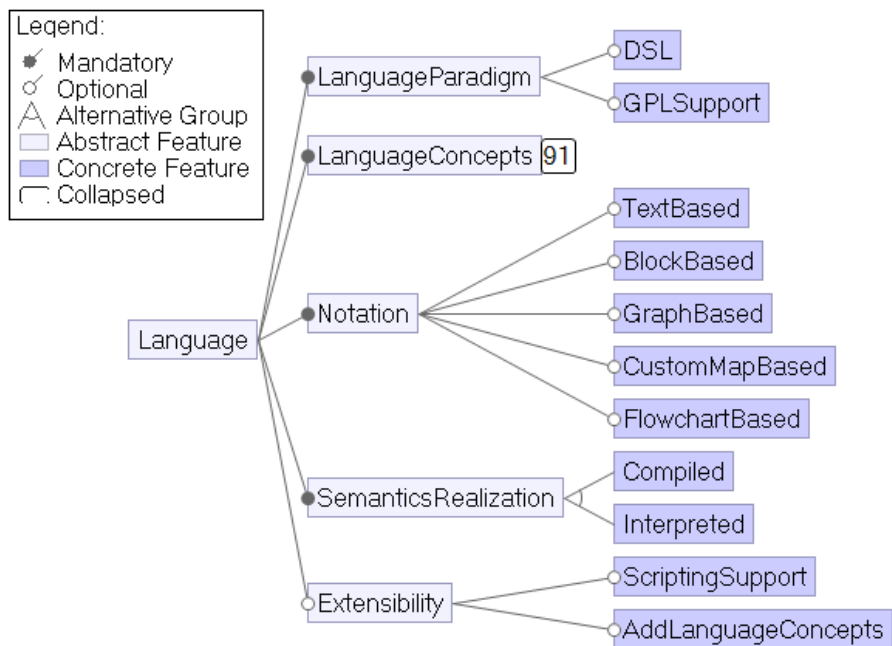 Legend:
Mandatory
Optional
Alternative Group
Abstract Feature
Concrete Feature
Collapsed
Language
LanguageParadigm
DSL
GPLSupport
LanguageConcepts 91
Notation
TextBased
BlockBased
GraphBased
CustomMapBased
FlowchartBased
SemanticsRealization
Compiled
Interpreted
Extensibility
ScriptingSupport
AddLanguageConcepts